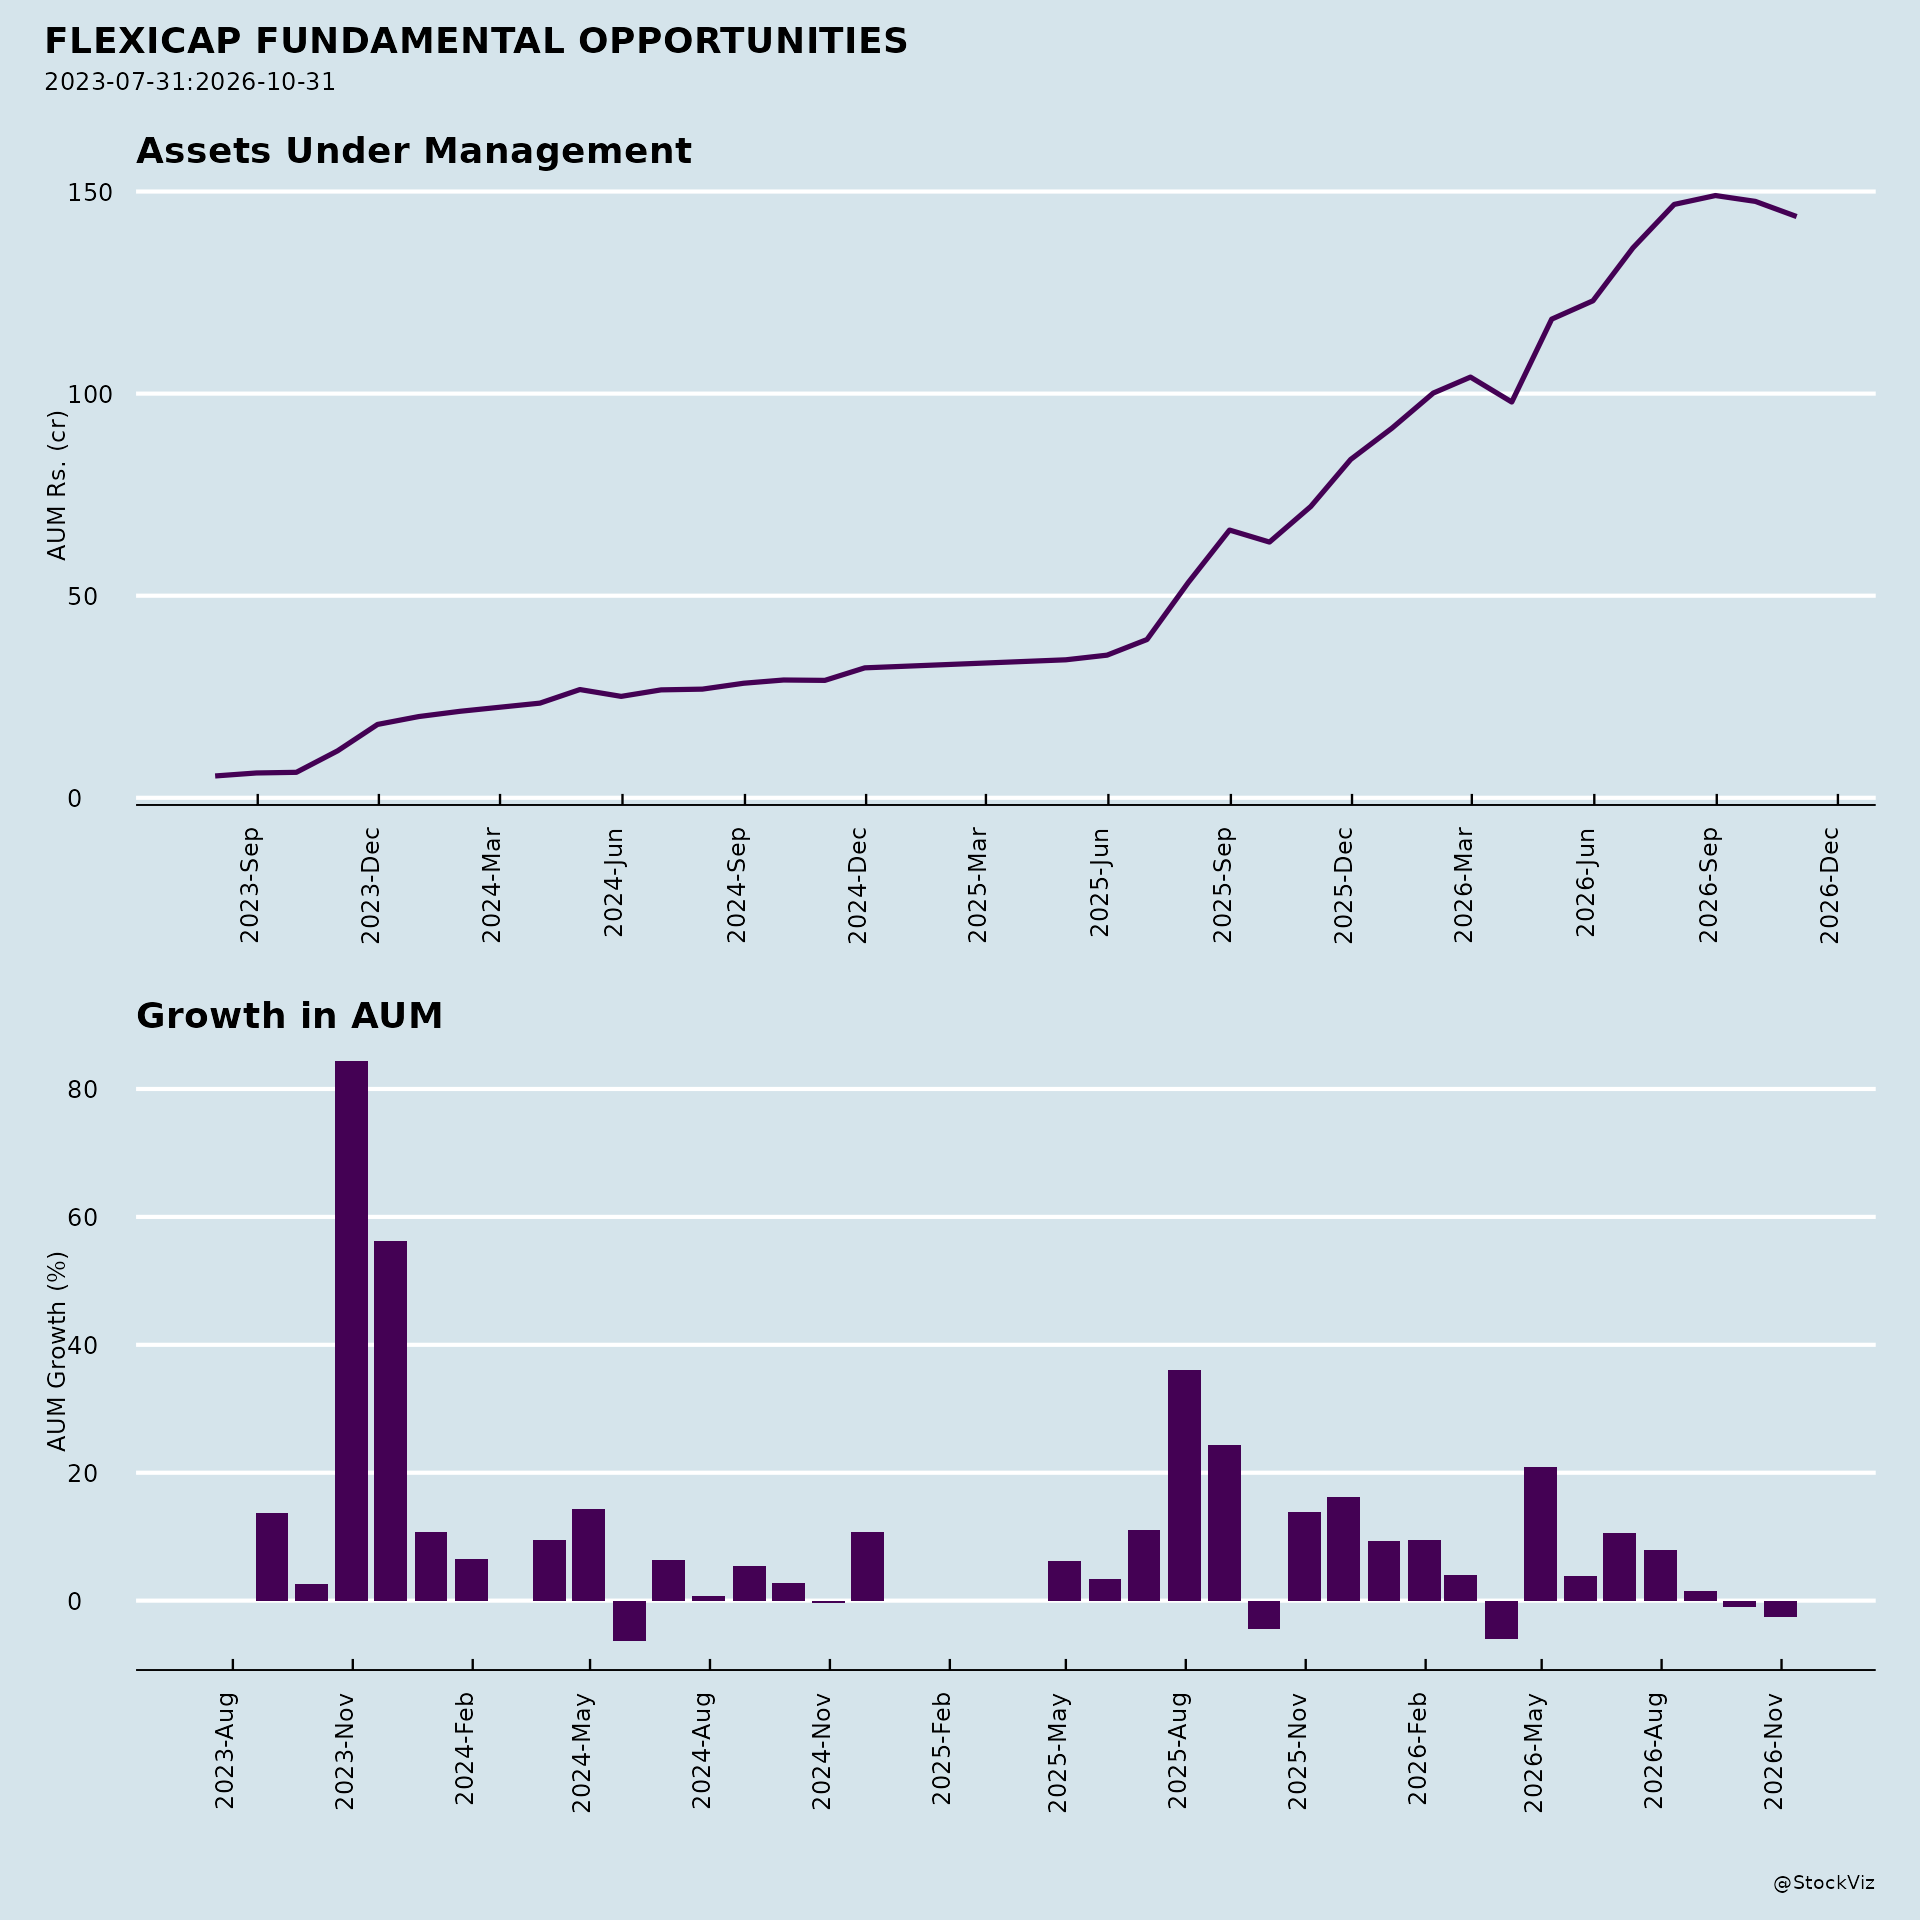 FLEXICAP FUNDAMENTAL OPPORTUNITIES
2023-07-31:2026-10-31
Assets Under Management
AUM Rs. (cr)
150
100
50
0
2023-Sep
2023-Dec
2024-Mar
2024-Jun
2024-Sep
2024-Dec
2025-Mar
2025-Jun
2025-Sep
2025-Dec
2026-Mar
2026-Jun
2026-Sep
2026-Dec
Growth in AUM
AUM Growth (%)
80
60
40
20
0
2023-Aug
2023-Nov
2024-Feb
2024-May
2024-Aug
2024-Nov
2025-Feb
2025-May
2025-Aug
2025-Nov
2026-Feb
2026-May
2026-Aug
2026-Nov
@StockViz